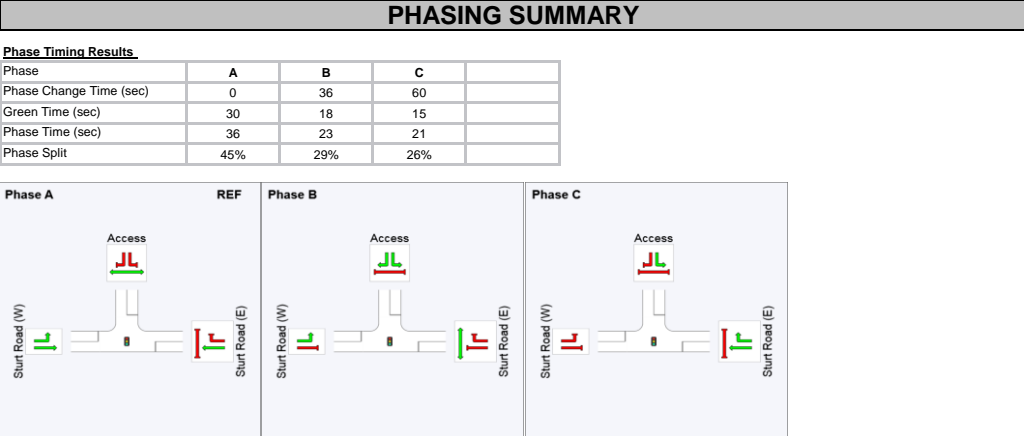 PHASING SUMMARY
Phase Timing Results
Phase A B C
Phase Change Time (sec) 0 36 60
Green Time (sec) 30 18 15
Phase Time (sec) 36 23 21
Phase Split 45% 29% 26%
Phase A REF Phase B Phase C
Access Access Access
Sturt Road (W) Sturt Road (E) Sturt Road (W) Sturt Road (E) Sturt Road (W) Sturt Road (E)